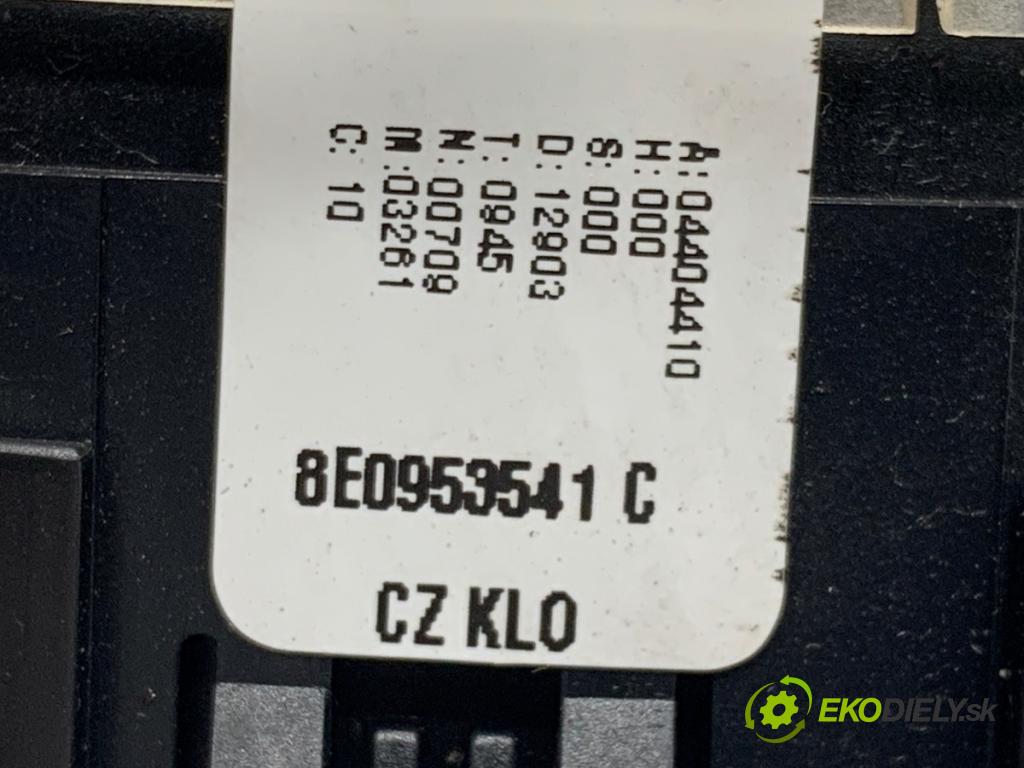 A:04404410
H:000
S:000
D:12903
T:0945
N:00709
M:03261
C:10
8E0953541 C
CZ KLO
EKODIELY.sk